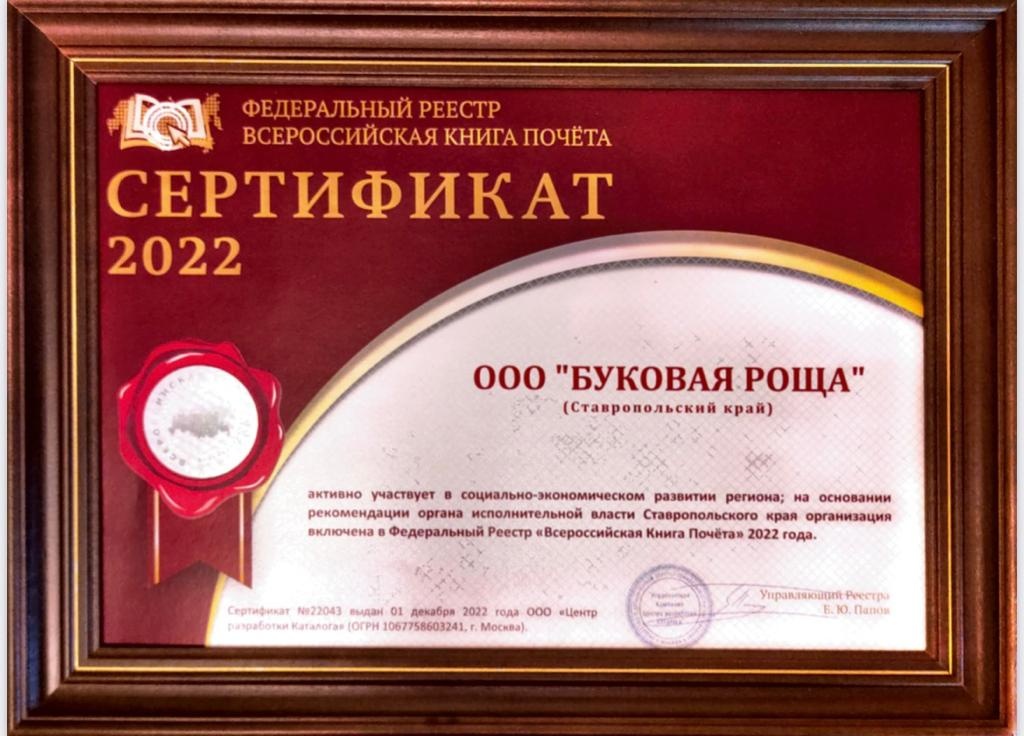 ФЕДЕРАЛЬНЫЙ РЕЕСТР
ВСЕРОССИЙСКАЯ КНИГА ПОЧЁТА
СЕРТИФИКАТ
2022
ООО "БУКОВАЯ РОЩА"
(Ставропольский край)
активно участвует в социально-экономическом развитии региона; на основании
рекомендации органа исполнительной власти Ставропольского края организация
включена в Федеральный Реестр «Всероссийская Книга Почёта» 2022 года.
Сертификат №22043 выдан 01 декабря 2022 года ООО «Центр
разработки Каталога» (ОГРН 1067758603241, г. Москва).
Управляющий Реестра
Е. Ю. Папов